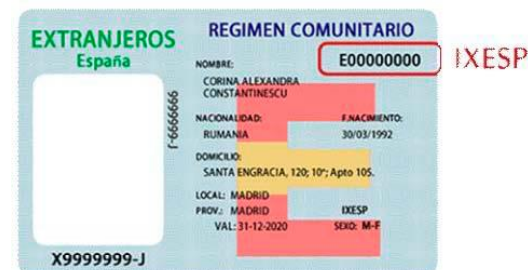 EXTRANJEROS
España
REGIMEN COMUNITARIO
E00000000
IXESP
NOMBRE:
CORINA ALEXANDRA
CONSTANTINESCU
NACIONALIDAD: F.NACIMIENTO:
RUMANIA 30/03/1992
DOMICILIO:
SANTA ENGRACIA, 120; 10º; Apto 105.
LOCAL: MADRID
PROV.: MADRID IXESP
VAL: 31-12-2020 SEXO: M-F
X9999999-J